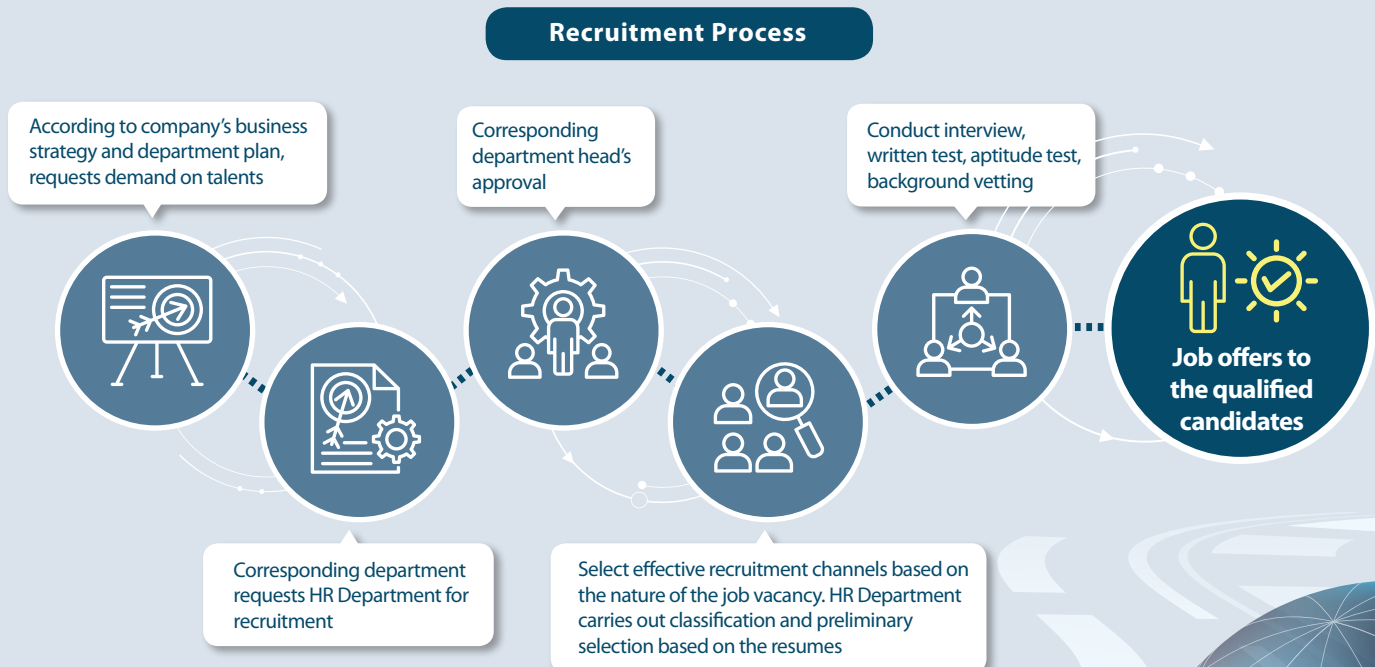 Recruitment Process
According to company's business
strategy and department plan,
requests demand on talents
Corresponding department
requests HR Department for
recruitment
Corresponding
department head's
approval
Select effective recruitment channels based on
the nature of the job vacancy. HR Department
carries out classification and preliminary
selection based on the resumes
Conduct interview,
written test, aptitude test,
background vetting
Job offers to
the qualified
candidates